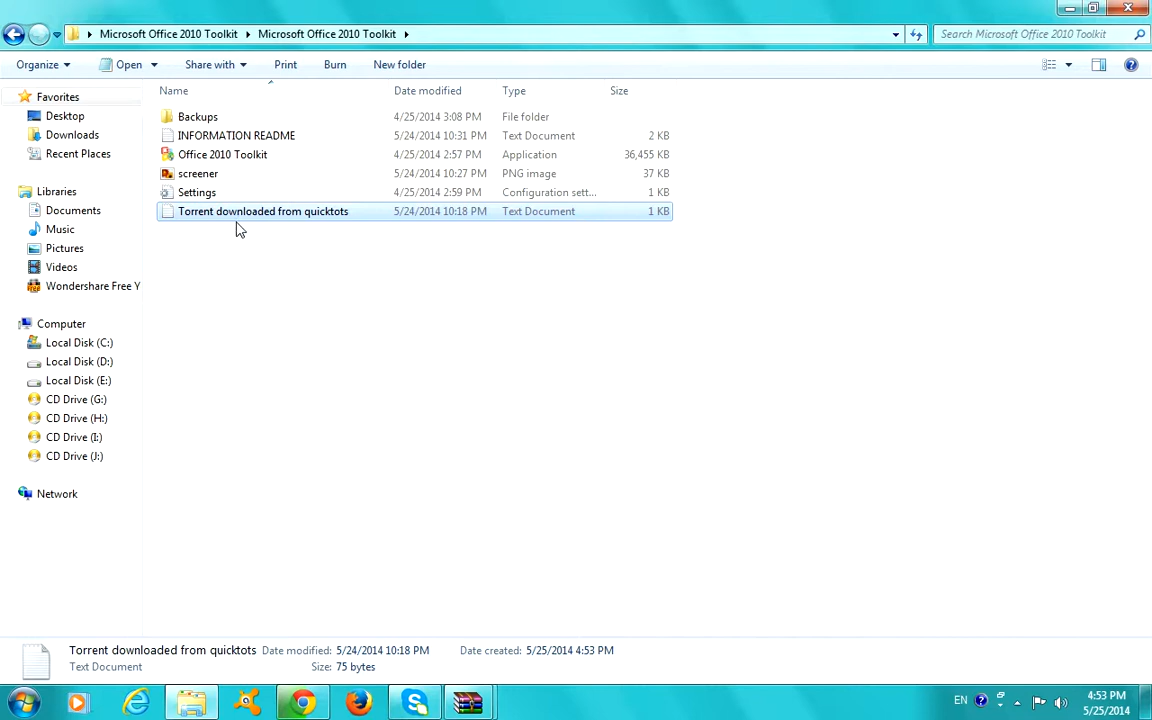 Microsoft Office 2010 Toolkit Microsoft Office 2010 Toolkit
Search Microsoft Office 2010 Toolkit
Organize Open Share with Print Burn New folder
Favorites
Desktop
Downloads
Recent Places
Libraries
Documents
Music
Pictures
Videos
Wondershare Free Y
Computer
Local Disk (C:)
Local Disk (D:)
Local Disk (E:)
CD Drive (G:)
CD Drive (H:)
CD Drive (I:)
CD Drive (J:)
Network
Name Date modified Type Size
Backups 4/25/2014 3:08 PM File folder
INFORMATION README 5/24/2014 10:31 PM Text Document 2 KB
Office 2010 Toolkit 4/25/2014 2:57 PM Application 36,455 KB
screener 5/24/2014 10:27 PM PNG image 37 KB
Settings 4/25/2014 2:59 PM Configuration sett... 1 KB
Torrent downloaded from quicktots 5/24/2014 10:18 PM Text Document 1 KB
Torrent downloaded from quicktots Date modified: 5/24/2014 10:18 PM Date created: 5/25/2014 4:53 PM
Text Document Size: 75 bytes
EN
4:53 PM
5/25/2014